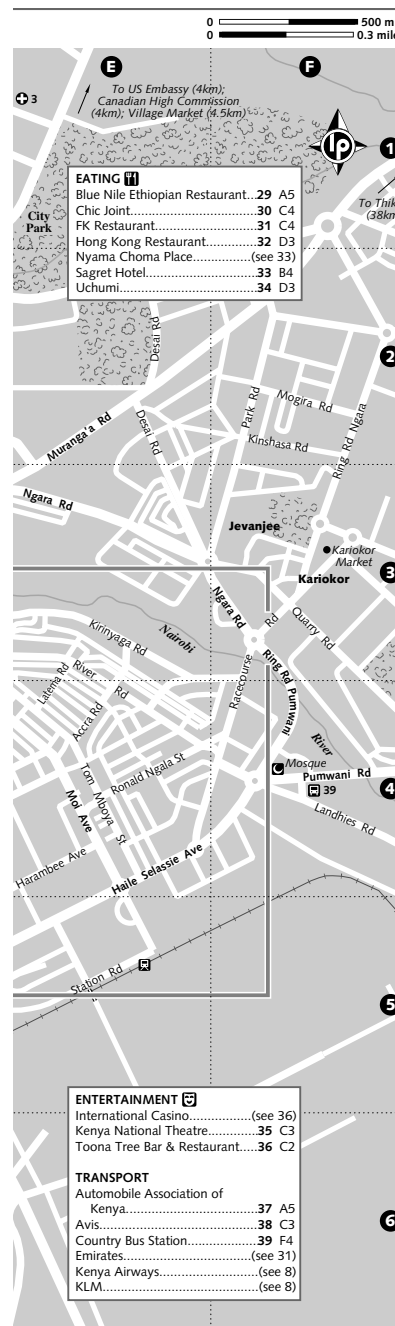 0 500 m
0 0.3 mile
E
F
3
To US Embassy (4km);
Canadian High Commission
(4km); Village Market (4.5km)
lp
1
To Thik
(38km
EATING
Blue Nile Ethiopian Restaurant..29 A5
Chic Joint..............................30 C4
FK Restaurant.......................31 C4
Hong Kong Restaurant..........32 D3
Nyama Choma Place.............(see 33)
Sagret Hotel..........................33 B4
Uchumi.................................34 D3
City
Park
2
Desai Rd
Park Rd
Mogira Rd
Muranga'a Rd
Desai Rd
Kinshasa Rd
Ring Rd Ngara
Ngara Rd
Jevanjee
Kariokor
Market
3
Kariokor
Ngara Rd
Quarry Rd
Kirinyaga Rd
Nairobi
Racecourse Rd
Ring Rd Pumwani
Latema Rd
River Rd
Accra Rd
River
Mosque
Pumwani Rd
4
39
Tom Mboya St
Ronald Ngala St
Moi Ave
Landhies Rd
Harambee Ave
Haile Selassie Ave
Station Rd
5
ENTERTAINMENT
International Casino..................(see 36)
Kenya National Theatre..........35 C3
Toona Tree Bar & Restaurant....36 C2
TRANSPORT
Automobile Association of
Kenya................................37 A5
Avis.......................................38 C3
Country Bus Station...............39 F4
Emirates...............................(see 31)
Kenya Airways.......................(see 8)
KLM.......................................(see 8)
6